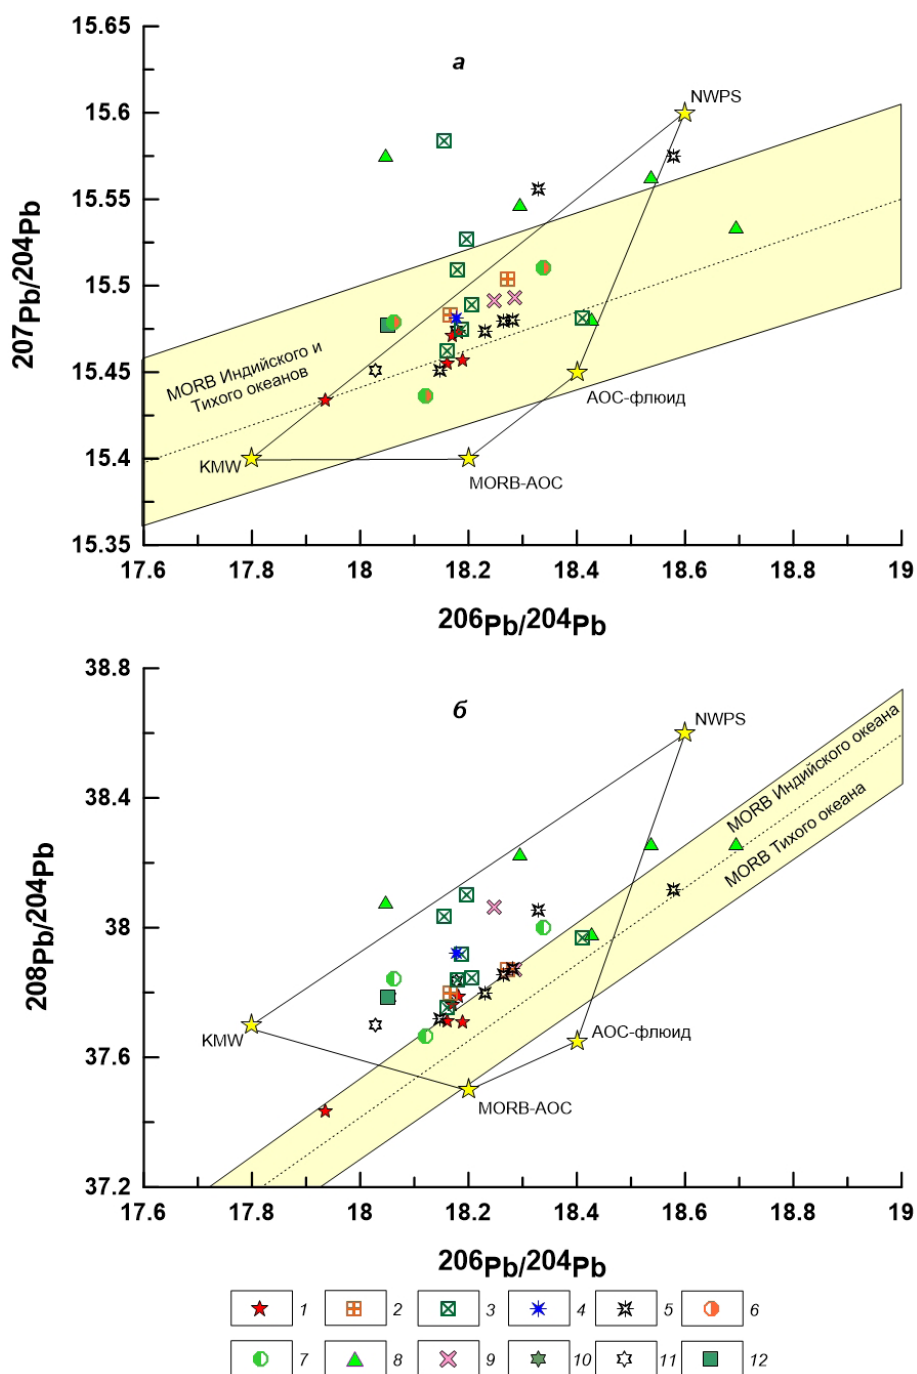 15.65
а
15.6
NWPS
15.55
15.5
207Pb/204Pb
MORB Индийского и
Тихого океанов
15.45
АОС-флюид
KMW
15.4
MORB-AOC
15.35
17.6 17.8 18 18.2 18.4 18.6 18.8 19
206Pb/204Pb
38.8
б
NWPS
MORB Индийского океана
38.4
MORB Тихого океана
208Pb/204Pb
38
KMW
АОС-флюид
37.6
MORB-AOC
37.2
17.6 17.8 18 18.2 18.4 18.6 18.8 19
206Pb/204Pb
1 2 3 4 5 6
7 8 9 10 11 12